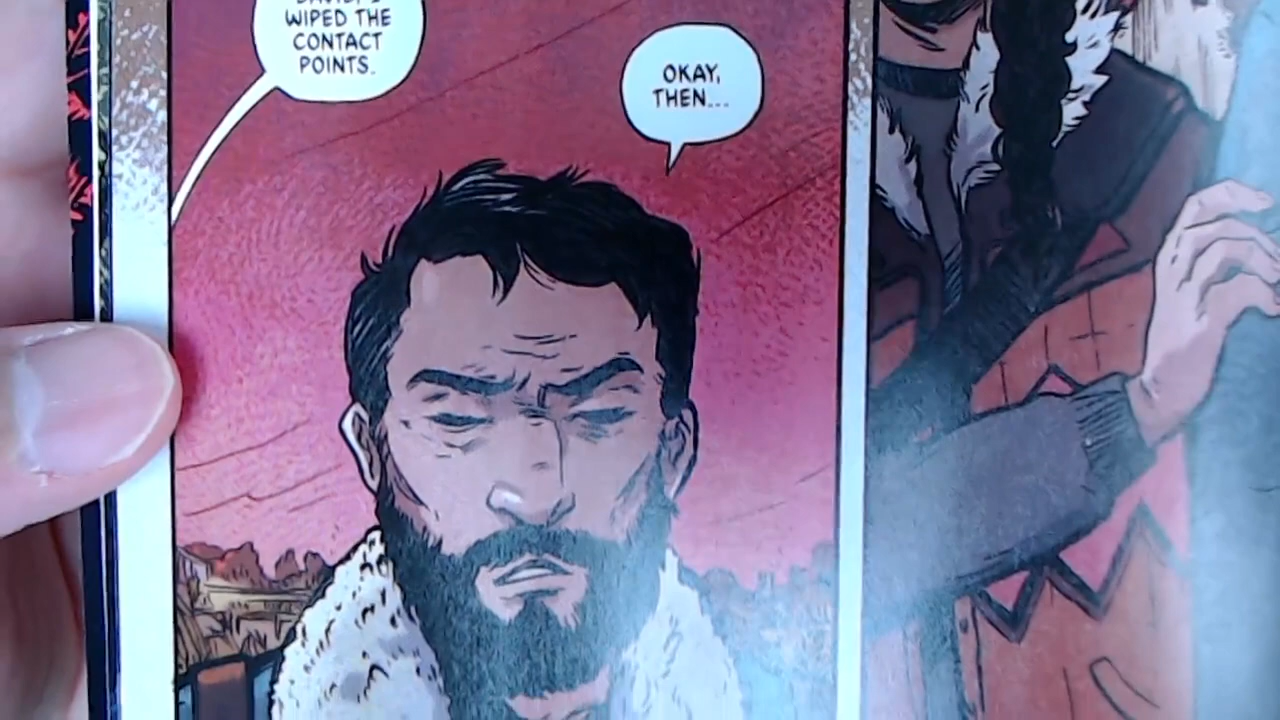 WIPED THE
CONTACT
POINTS.
OKAY,
THEN...